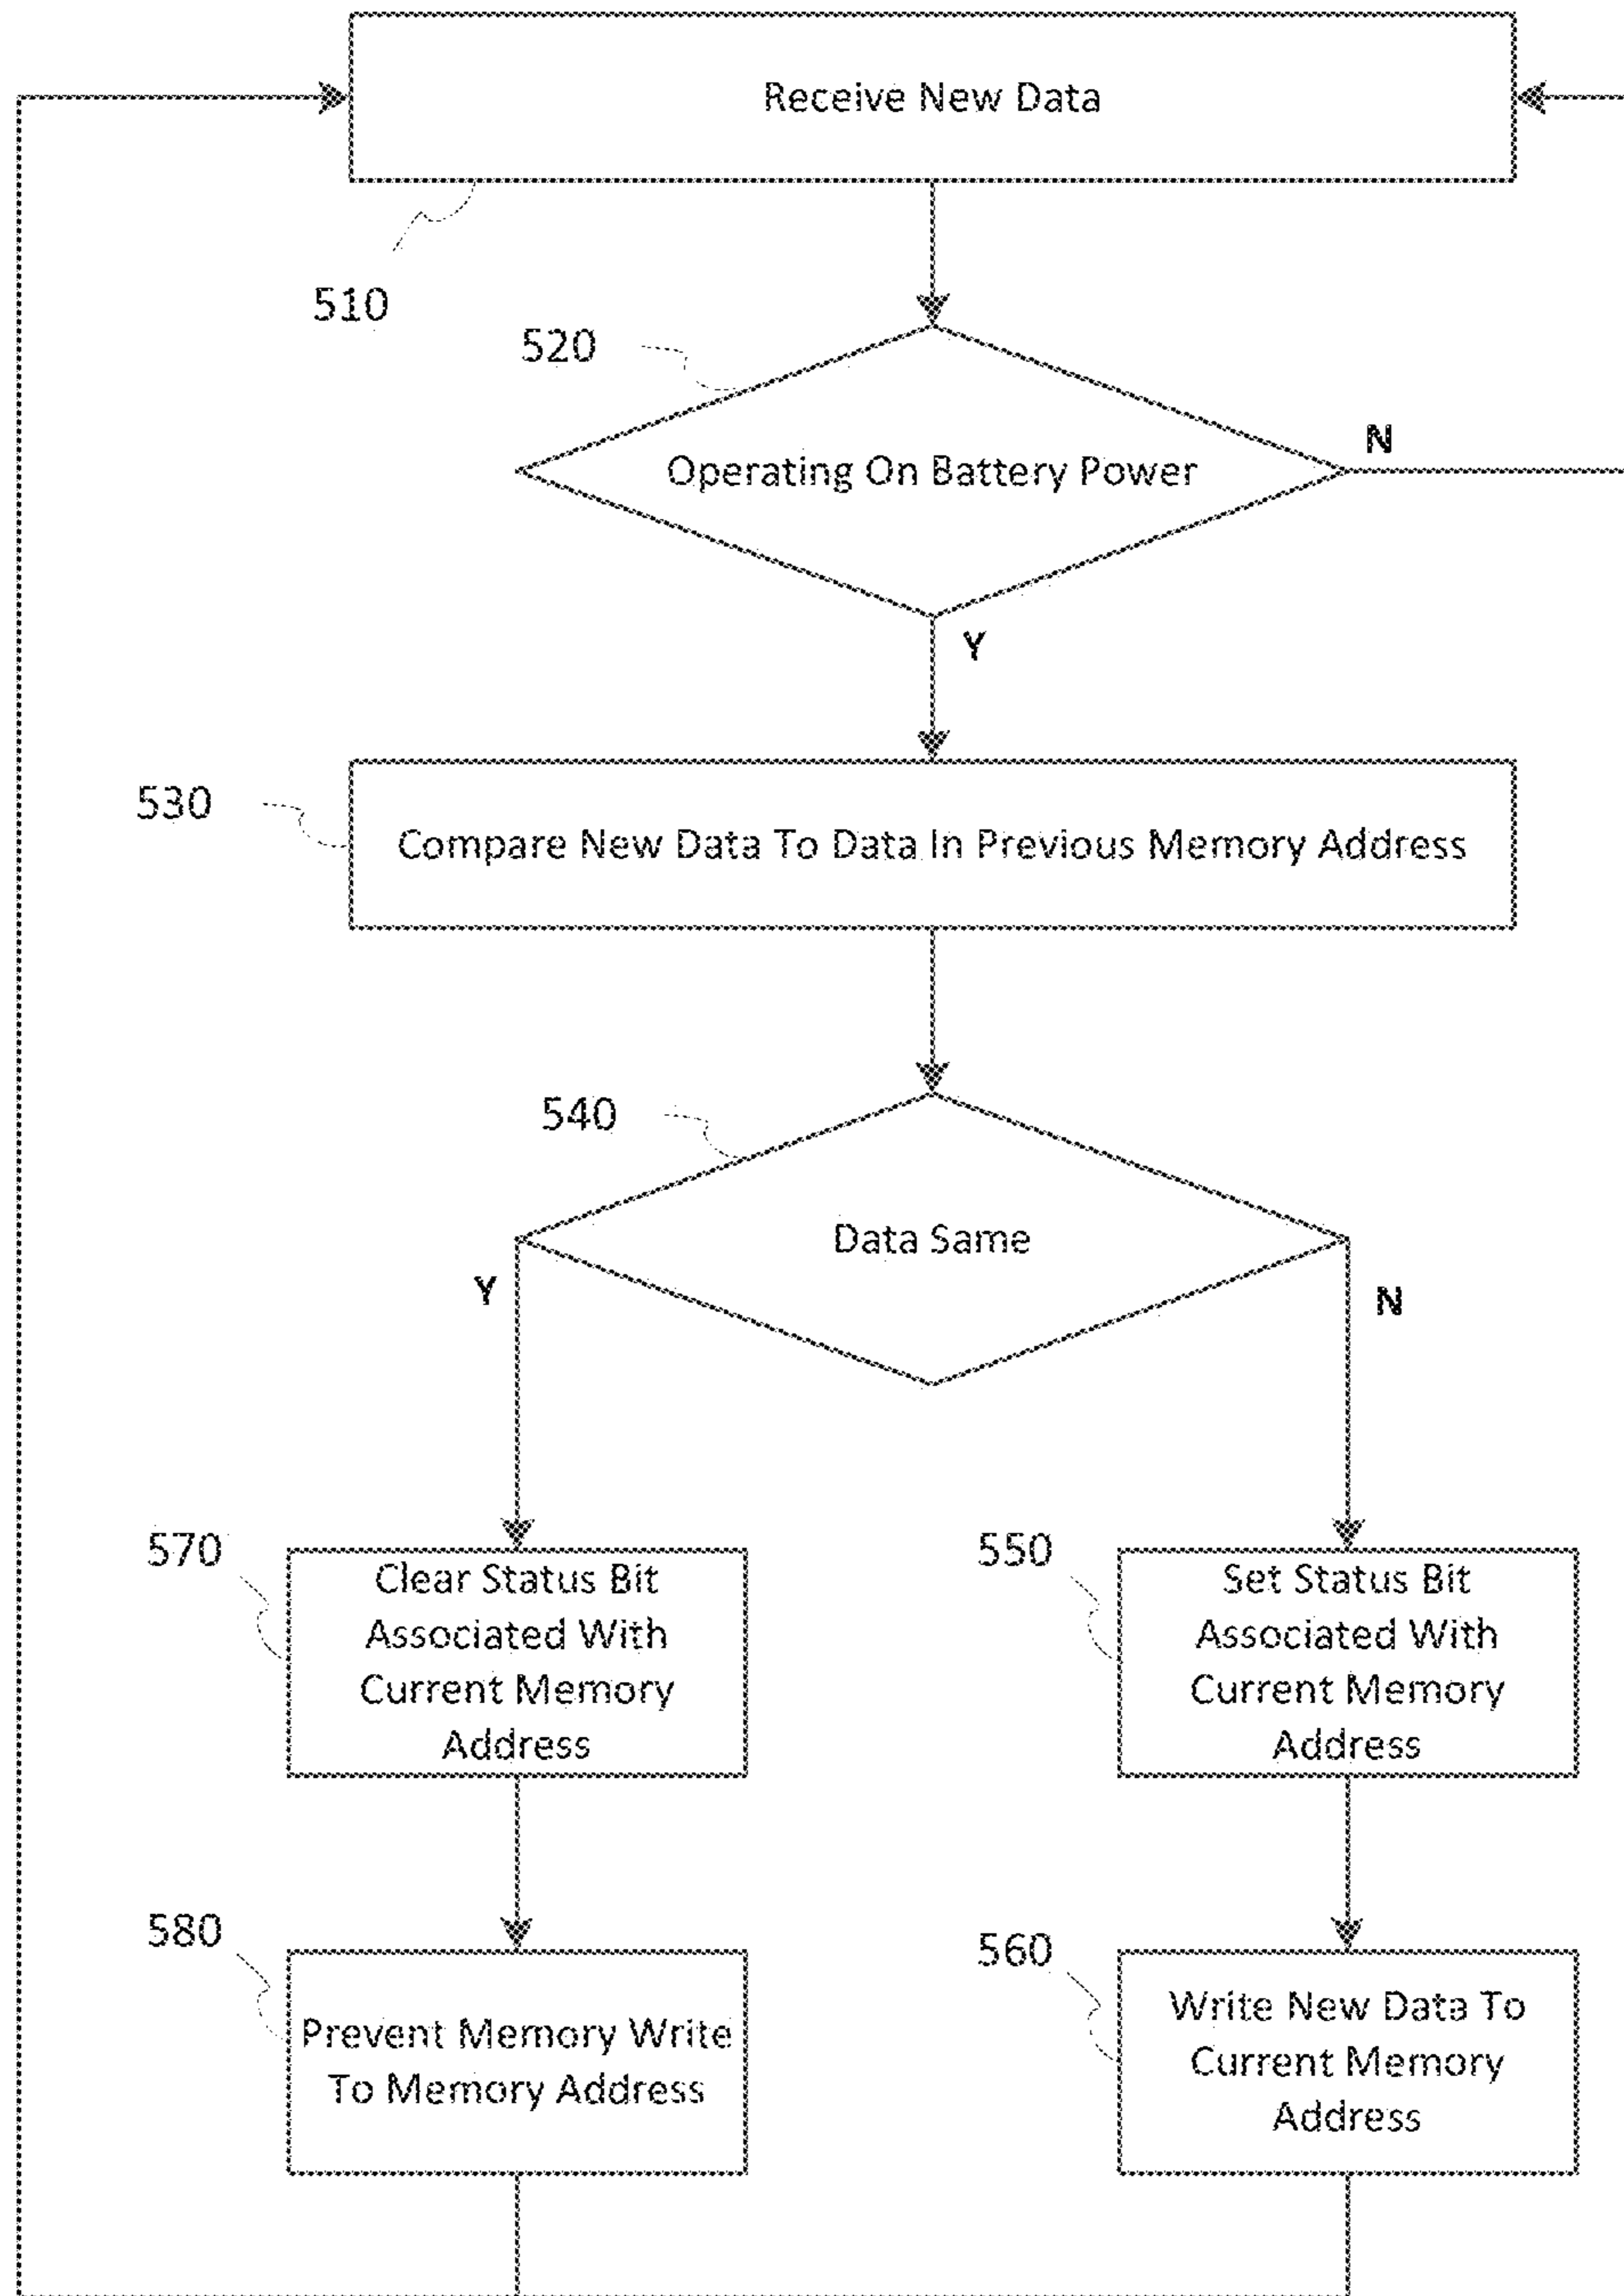 Receive New Data
510
520
Operating On Battery Power
N
Y
530
Compare New Data To Data In Previous Memory Address
540
Data Same
Y
N
570
Clear Status Bit
Associated With
Current Memory
Address
550
Set Status Bit
Associated With
Current Memory
Address
580
Prevent Memory Write
To Memory Address
560
Write New Data To
Current Memory
Address